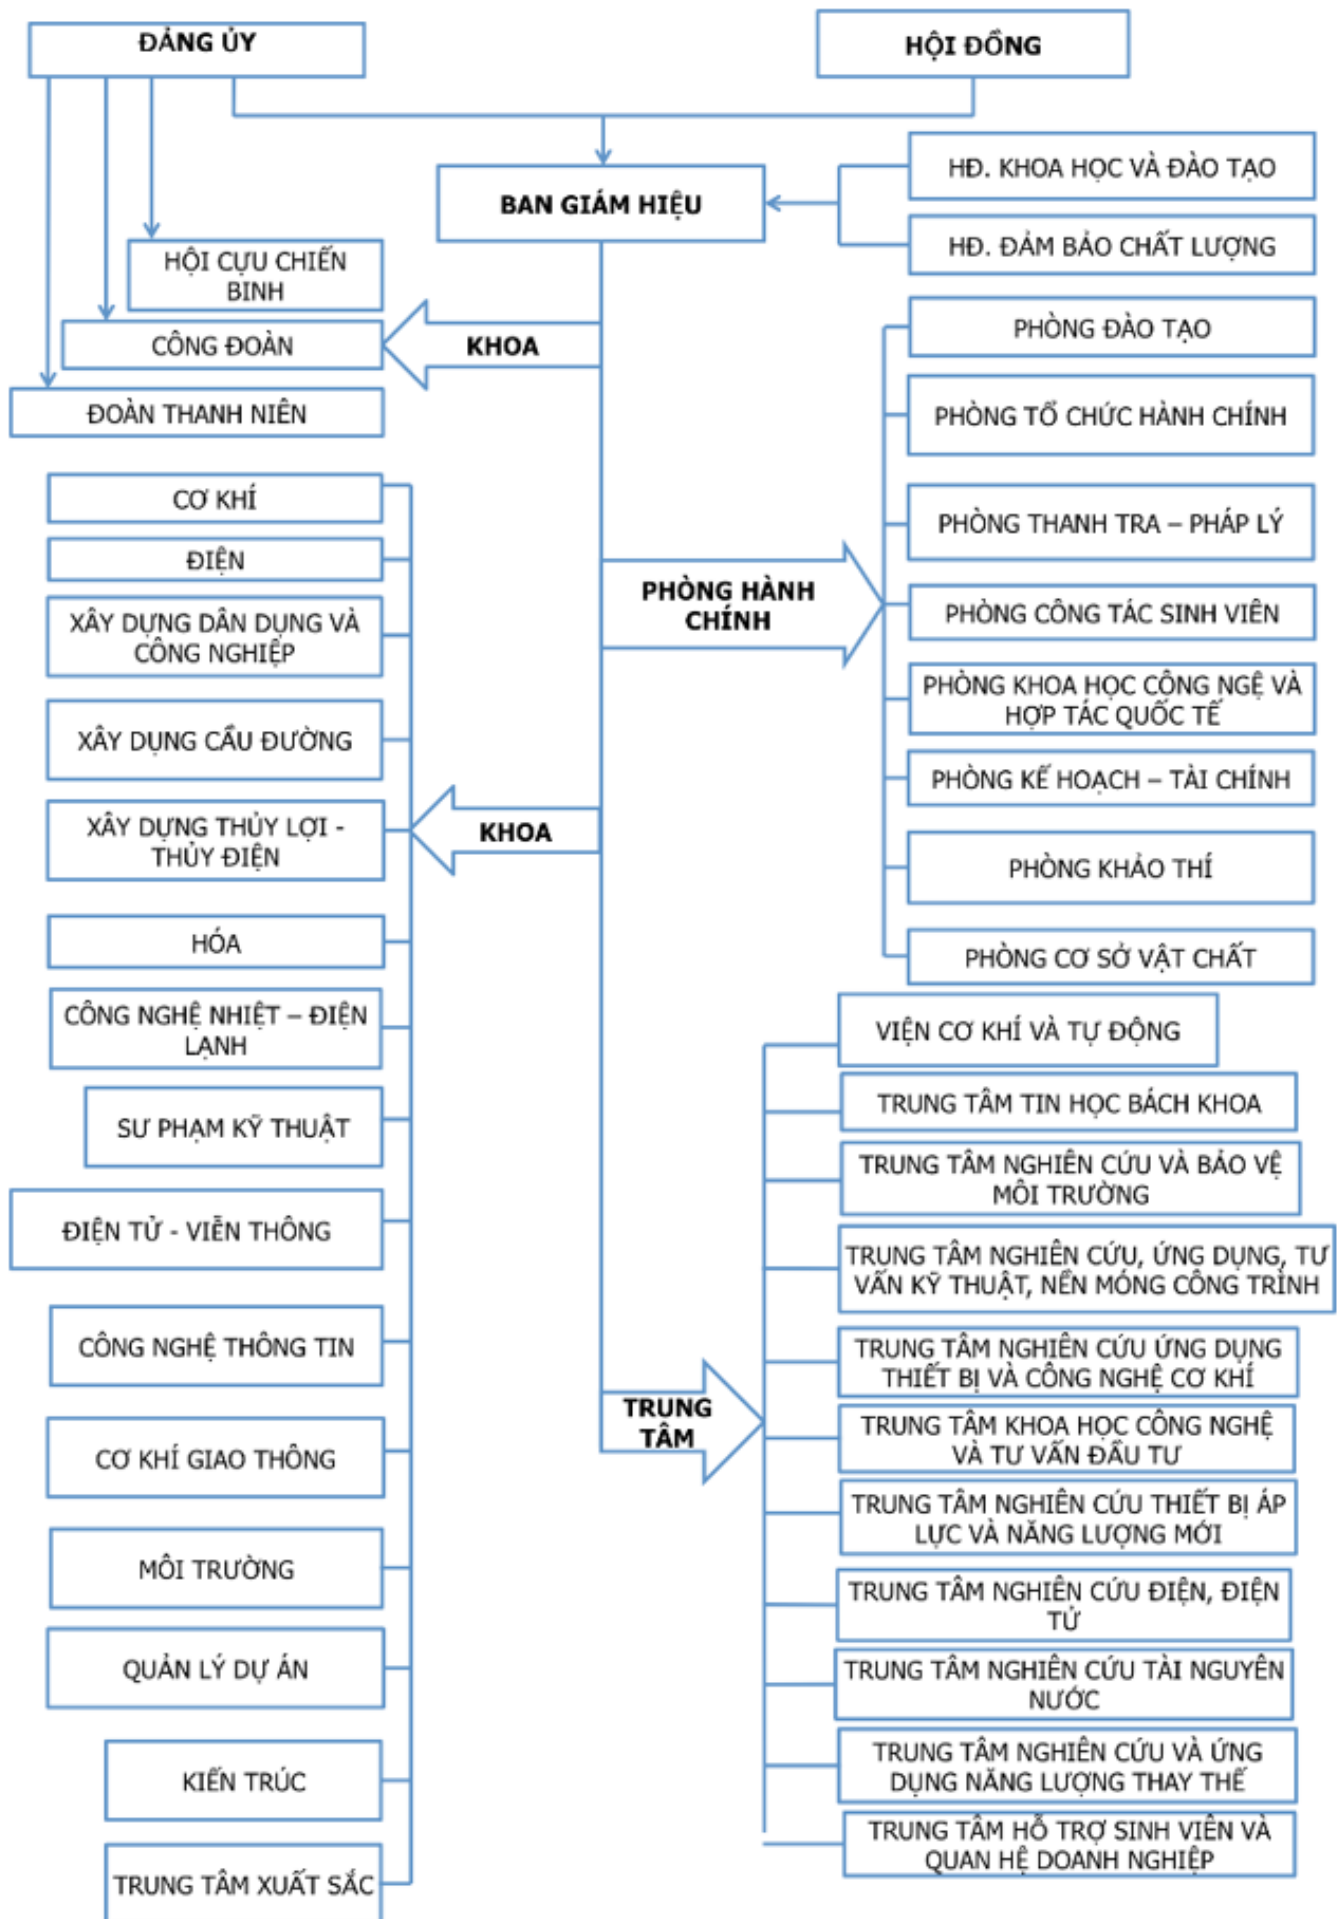 ĐẢNG ỦY
HỘI ĐỒNG
BAN GIÁM HIỆU
HĐ. KHOA HỌC VÀ ĐÀO TẠO
HĐ. ĐẢM BẢO CHẤT LƯỢNG
HỘI CỰU CHIẾN
BINH
CÔNG ĐOÀN
ĐOÀN THANH NIÊN
KHOA
PHÒNG HÀNH
CHÍNH
PHÒNG ĐÀO TẠO
PHÒNG TỔ CHỨC HÀNH CHÍNH
PHÒNG THANH TRA – PHÁP LÝ
PHÒNG CÔNG TÁC SINH VIÊN
PHÒNG KHOA HỌC CÔNG NGỆ VÀ
HỢP TÁC QUỐC TẾ
PHÒNG KẾ HOẠCH – TÀI CHÍNH
PHÒNG KHẢO THÍ
PHÒNG CƠ SỞ VẬT CHẤT
KHOA
CƠ KHÍ
ĐIỆN
XÂY DỰNG DÂN DỤNG VÀ
CÔNG NGHIỆP
XÂY DỤNG CẦU ĐƯỜNG
XÂY DỰNG THỦY LỢI -
THỦY ĐIỆN
HÓA
CÔNG NGHỆ NHIỆT – ĐIỆN
LẠNH
SƯ PHẠM KỸ THUẬT
ĐIỆN TỬ - VIỄN THÔNG
CÔNG NGHỆ THÔNG TIN
CƠ KHÍ GIAO THÔNG
MÔI TRƯỜNG
QUẢN LÝ DỰ ÁN
KIẾN TRÚC
TRUNG TÂM XUẤT SẮC
TRUNG
TÂM
VIỆN CƠ KHÍ VÀ TỰ ĐỘNG
TRUNG TÂM TIN HỌC BÁCH KHOA
TRUNG TÂM NGHIÊN CỨU VÀ BẢO VỆ
MÔI TRƯỜNG
TRUNG TÂM NGHIÊN CỨU, ỨNG DỤNG, TƯ
VẤN KỸ THUẬT, NỀN MÓNG CÔNG TRÌNH
TRUNG TÂM NGHIÊN CỨU ỨNG DỤNG
THIẾT BỊ VÀ CÔNG NGHỆ CƠ KHÍ
TRUNG TÂM KHOA HỌC CÔNG NGHỆ
VÀ TƯ VẤN ĐẦU TƯ
TRUNG TÂM NGHIÊN CỨU THIẾT BỊ ÁP
LỰC VÀ NĂNG LƯỢNG MỚI
TRUNG TÂM NGHIÊN CỨU ĐIỆN, ĐIỆN
TỬ
TRUNG TÂM NGHIÊN CỨU TÀI NGUYÊN
NƯỚC
TRUNG TÂM NGHIÊN CỨU VÀ ỨNG
DỤNG NĂNG LƯỢNG THAY THẾ
TRUNG TÂM HỖ TRỢ SINH VIÊN VÀ
QUAN HỆ DOANH NGHIỆP